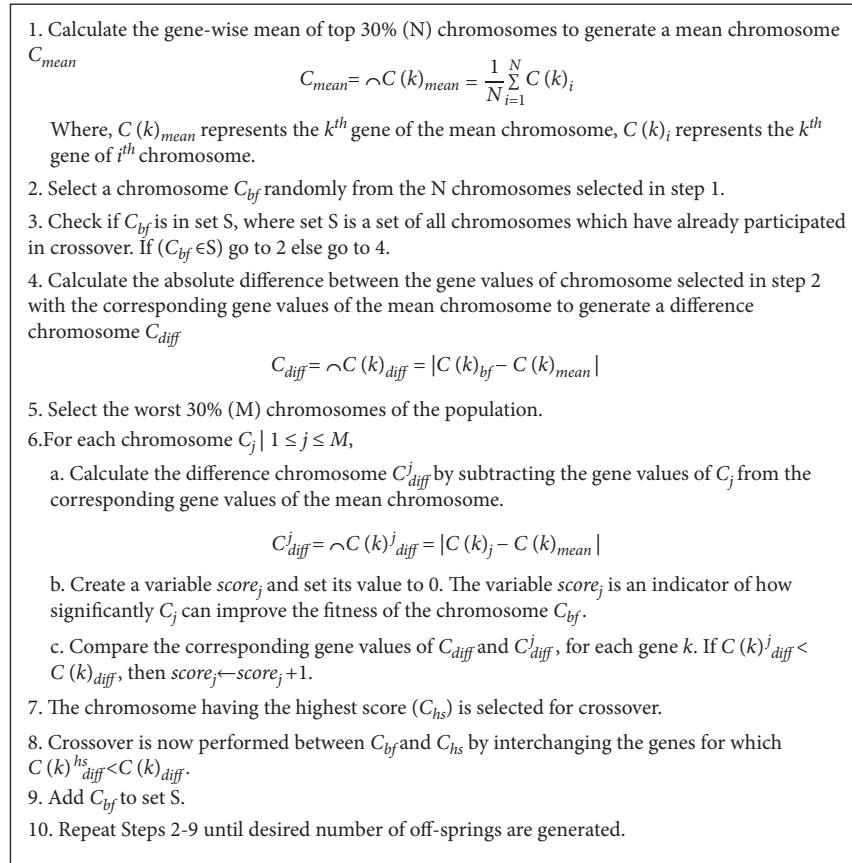 1. Calculate the gene-wise mean of top 30% (N) chromosomes to generate a mean chromosome
C_mean
C_mean = ⌢C (k)_mean = 1/N ∑_{i=1}^{N} C (k)_i
Where, C (k)_mean represents the k^th gene of the mean chromosome, C (k)_i represents the k^th
gene of i^th chromosome.
2. Select a chromosome C_bf randomly from the N chromosomes selected in step 1.
3. Check if C_bf is in set S, where set S is a set of all chromosomes which have already participated
in crossover. If (C_bf ∈S) go to 2 else go to 4.
4. Calculate the absolute difference between the gene values of chromosome selected in step 2
with the corresponding gene values of the mean chromosome to generate a difference
chromosome C_diff
C_diff = ⌢C (k)_diff = |C (k)_bf – C (k)_mean |
5. Select the worst 30% (M) chromosomes of the population.
6.For each chromosome C_j | 1 ≤ j ≤ M,
a. Calculate the difference chromosome C^j_diff by subtracting the gene values of C_j from the
corresponding gene values of the mean chromosome.
C^j_diff = ⌢C (k)^j_diff = |C (k)_j – C (k)_mean |
b. Create a variable score_j and set its value to 0. The variable score_j is an indicator of how
significantly C_j can improve the fitness of the chromosome C_bf.
c. Compare the corresponding gene values of C_diff and C^j_diff, for each gene k. If C (k)^j_diff <
C (k)_diff, then score_j←score_j +1.
7. The chromosome having the highest score (C_hs) is selected for crossover.
8. Crossover is now performed between C_bf and C_hs by interchanging the genes for which
C (k)^hs_diff<C (k)_diff.
9. Add C_bf to set S.
10. Repeat Steps 2-9 until desired number of off-springs are generated.